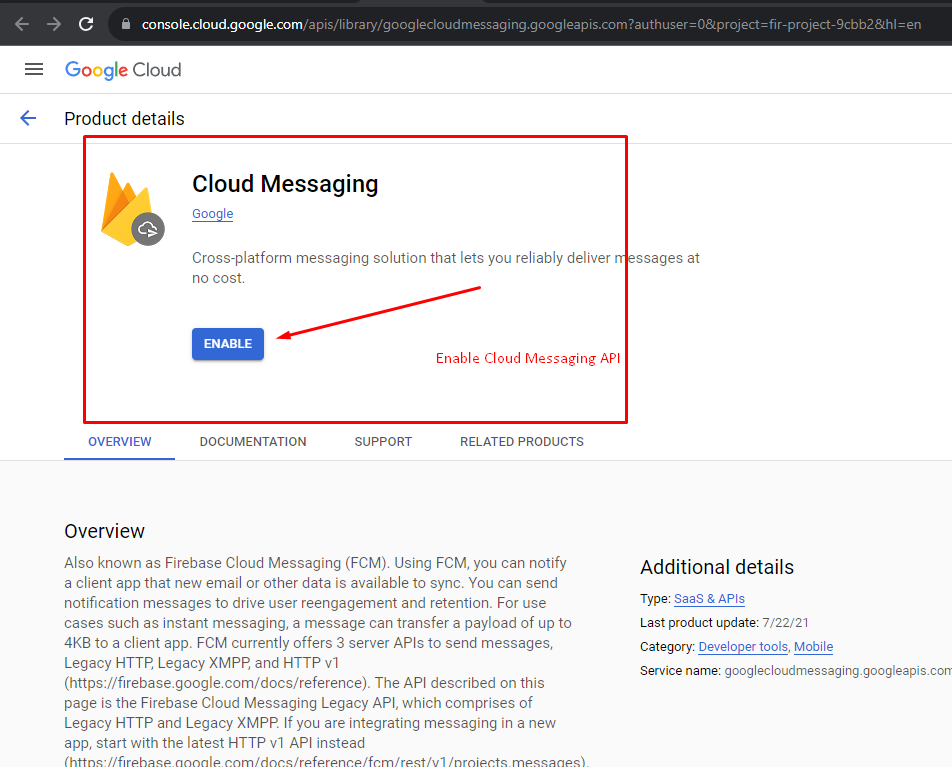 console.cloud.google.com/apis/library/googlecloudmessaging.googleapis.com?authuser=0&project=fir-project-9cbb2&hl=en
Google Cloud
Product details
Cloud Messaging
Google
Cross-platform messaging solution that lets you reliably deliver messages at
no cost.
ENABLE
Enable Cloud Messaging API
OVERVIEW DOCUMENTATION SUPPORT RELATED PRODUCTS
Overview
Also known as Firebase Cloud Messaging (FCM). Using FCM, you can notify
a client app that new email or other data is available to sync. You can send
notification messages to drive user reengagement and retention. For use
cases such as instant messaging, a message can transfer a payload of up to
4KB to a client app. FCM currently offers 3 server APIs to send messages,
Legacy HTTP, Legacy XMPP, and HTTP v1
(https://firebase.google.com/docs/reference). The API described on this
page is the Firebase Cloud Messaging Legacy API, which comprises of
Legacy HTTP and Legacy XMPP. If you are integrating messaging in a new
app, start with the latest HTTP v1 API instead
(https://firebase.google.com/docs/reference/fcm/rest/v1/projects.messages).
Additional details
Type: SaaS & APIs
Last product update: 7/22/21
Category: Developer tools, Mobile
Service name: googlecloudmessaging.googleapis.com